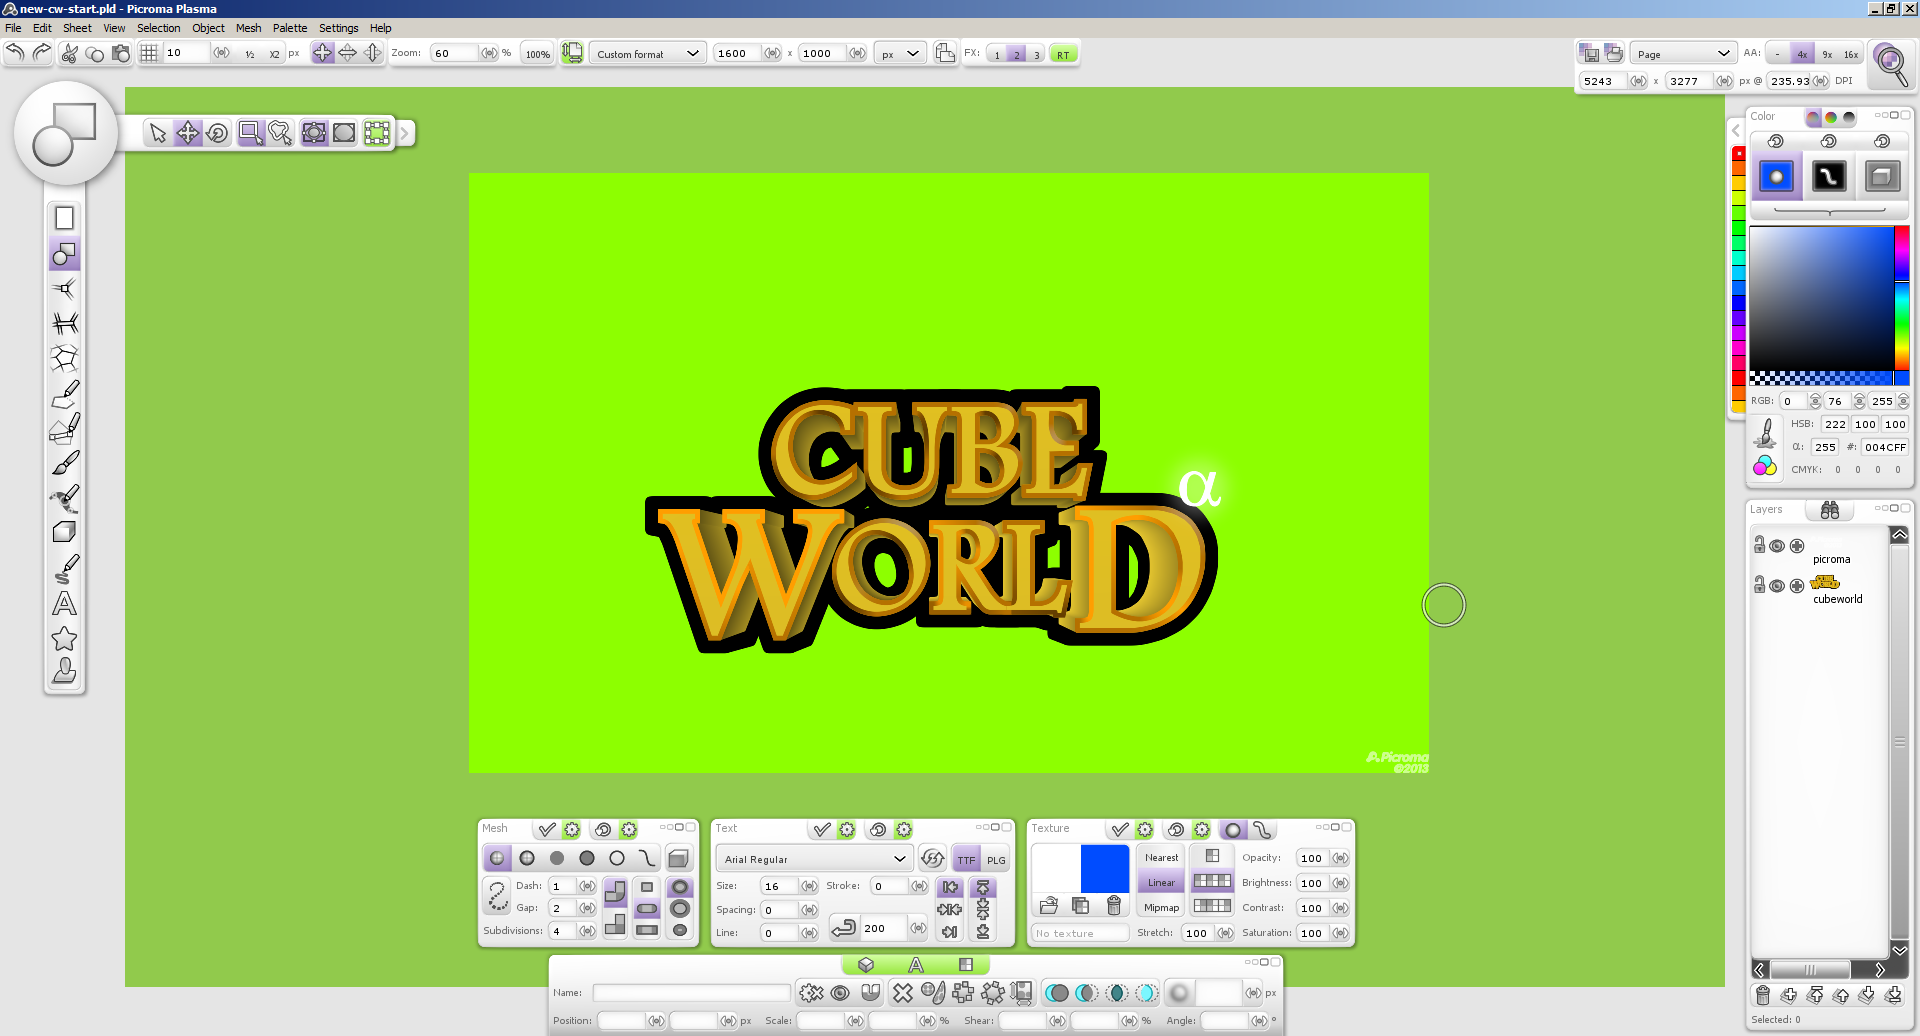 new-cw-start.pld - Picroma Plasma
File Edit Sheet View Selection Object Mesh Palette Settings Help
10 ½ X2 px Zoom: 60 % 100% Custom format 1600 x 1000 px FX: 1 2 3 RT
Page AA: - 4x 9x 16x
5243 x 3277 px @ 235.93 DPI
Color
RGB: 0 76 255
HSB: 222 100 100
α: 255 #: 004CFF
CMYK: 0 0 0 0
Layers
picroma
CUBE WORLD
cubeworld
Selected: 0
CUBE
α
WORLD
Picroma
©2013
Mesh
Dash: 1
Gap: 2
Subdivisions: 4
Text
Arial Regular TTF PLG
Size: 16 Stroke: 0
Spacing: 0
Line: 0 200
Texture
Nearest Opacity: 100
Linear Brightness: 100
Mipmap Contrast: 100
No texture Stretch: 100 Saturation: 100
A
Name: px
Position: px Scale: % Shear: % Angle: °